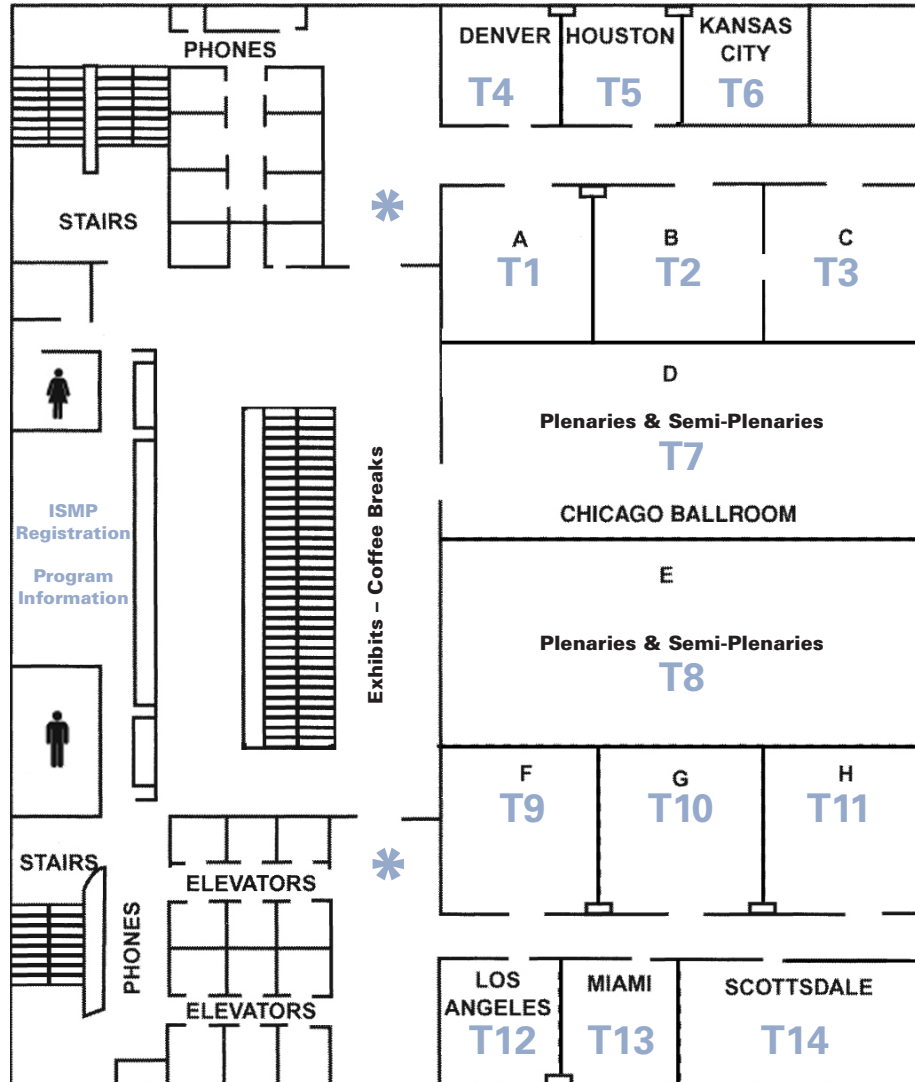 PHONES
DENVER
T4
HOUSTON
T5
KANSAS
CITY
T6
STAIRS
*
A
T1
B
T2
C
T3
D
Plenaries & Semi-Plenaries
T7
CHICAGO BALLROOM
ISMP
Registration
Program
Information
Exhibits – Coffee Breaks
E
Plenaries & Semi-Plenaries
T8
F
T9
G
T10
H
T11
STAIRS
*
ELEVATORS
PHONES
ELEVATORS
LOS
ANGELES
T12
MIAMI
T13
SCOTTSDALE
T14